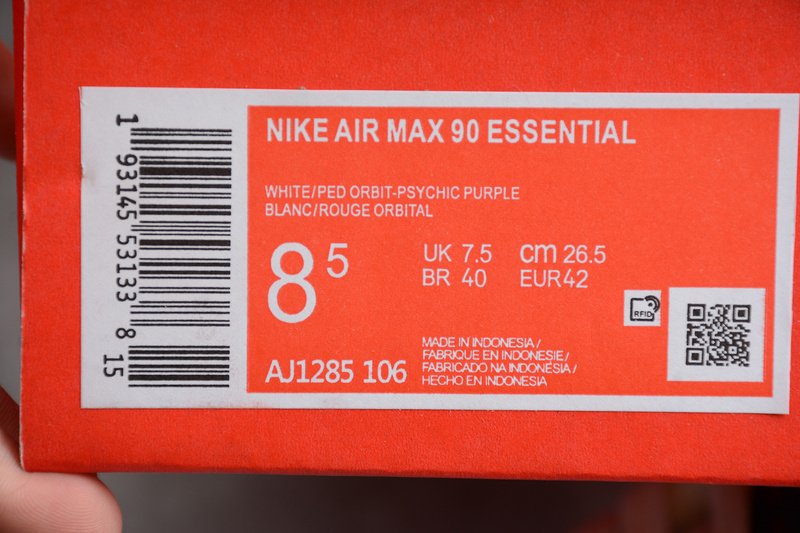 NIKE AIR MAX 90 ESSENTIAL
WHITE/PED ORBIT-PSYCHIC PURPLE
BLANC/ROUGE ORBITAL
8 5
UK 7.5 cm 26.5
BR 40 EUR42
AJ1285 106
MADE IN INDONESIA/
FABRIQUE EN INDONESIE/
FABRICADO NA INDONÉSIA/
HECHO EN INDONESIA
RFID
1 93145 53133 8
15